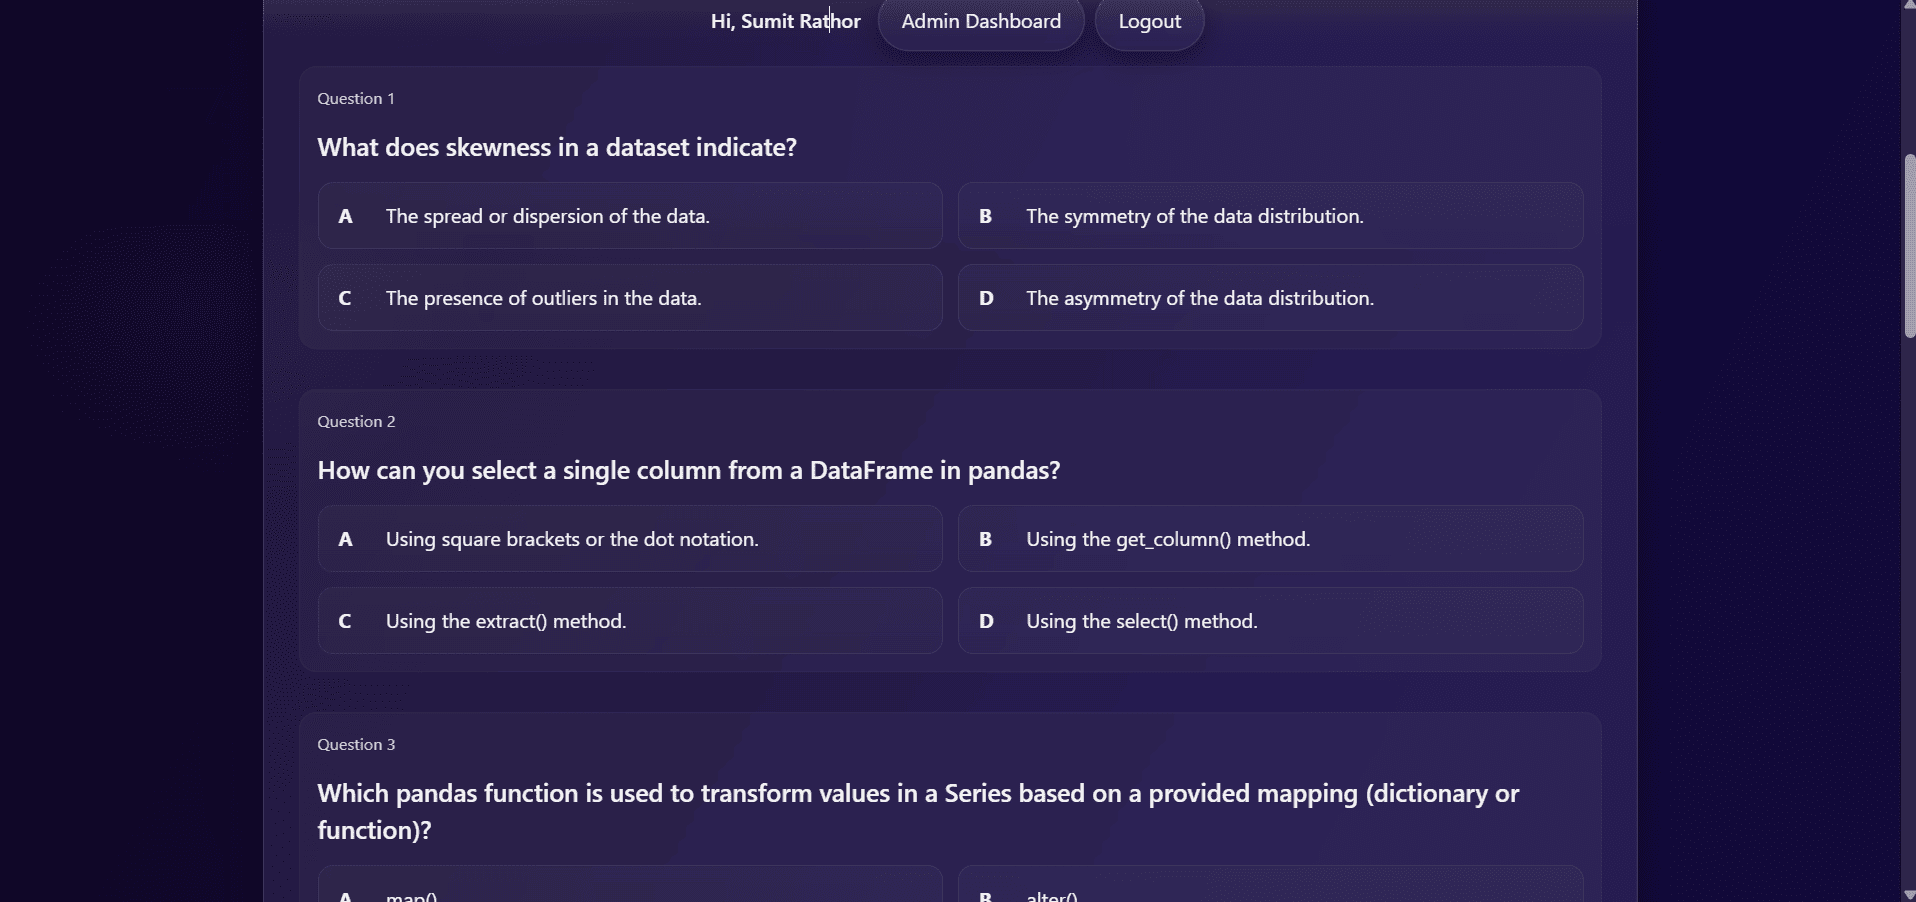 Hi, Sumit Rathor
Admin Dashboard
Logout
Question 1
What does skewness in a dataset indicate?
A The spread or dispersion of the data.
B The symmetry of the data distribution.
C The presence of outliers in the data.
D The asymmetry of the data distribution.
Question 2
How can you select a single column from a DataFrame in pandas?
A Using square brackets or the dot notation.
B Using the get_column() method.
C Using the extract() method.
D Using the select() method.
Question 3
Which pandas function is used to transform values in a Series based on a provided mapping (dictionary or
function)?
A map()
B alter()